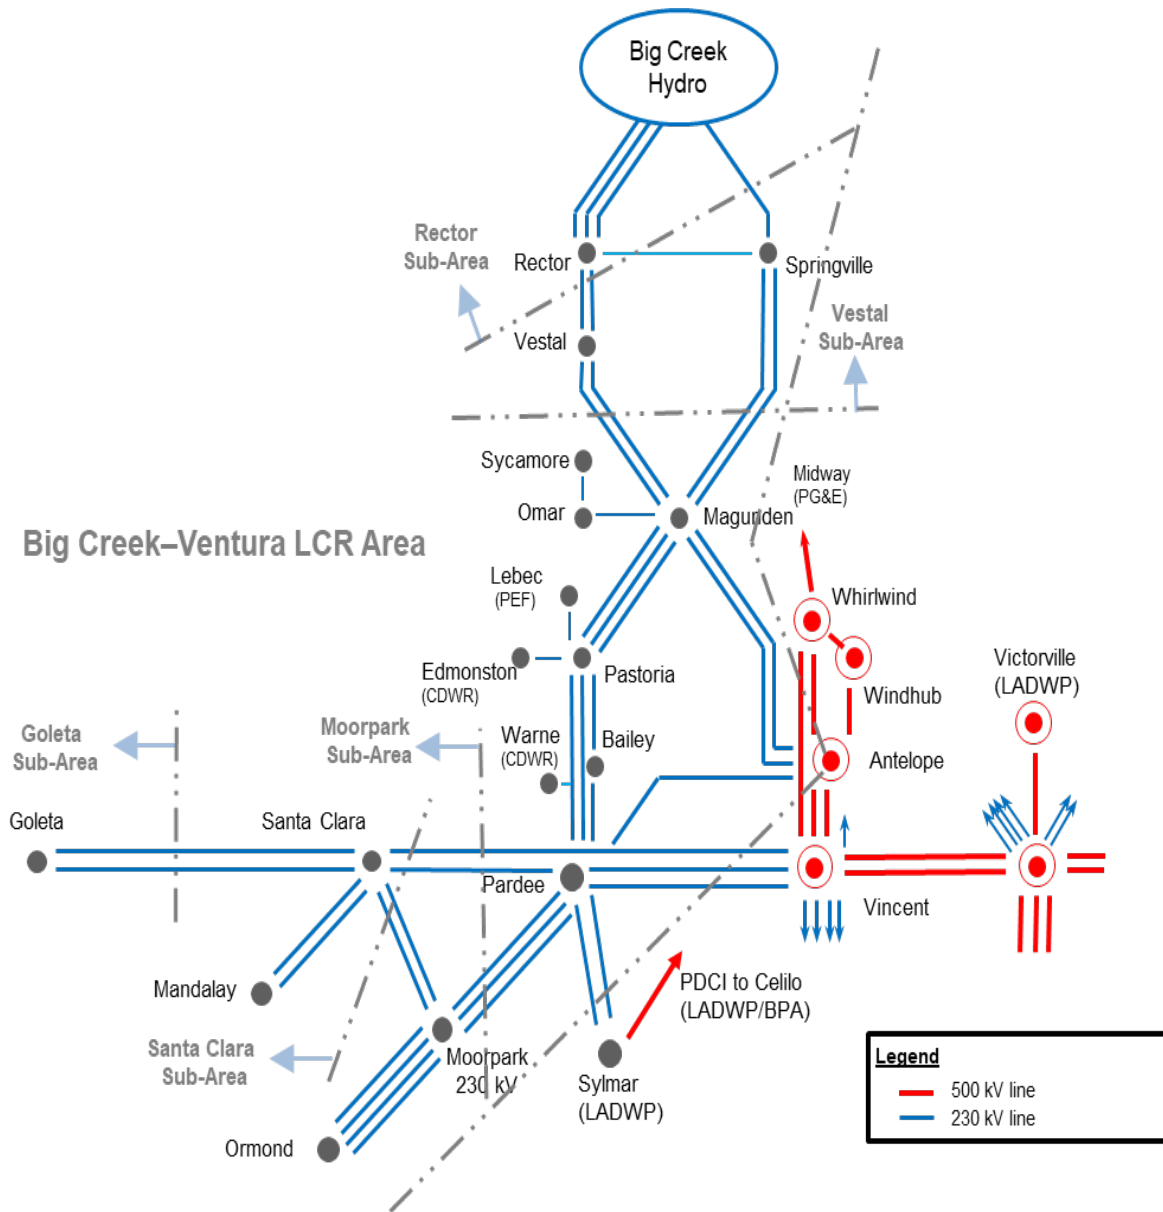 Big Creek
Hydro
Rector
Sub-Area
Rector
Springville
Vestal
Sub-Area
Vestal
Sycamore
Midway
(PG&E)
Omar
Magunden
Big Creek–Ventura LCR Area
Lebec
(PEF)
Whirlwind
Edmonston
(CDWR)
Pastoria
Windhub
Victorville
(LADWP)
Goleta
Sub-Area
Moorpark
Sub-Area
Warne
(CDWR)
Bailey
Antelope
Goleta
Santa Clara
Pardee
Vincent
Mandalay
PDCI to Celilo
(LADWP/BPA)
Santa Clara
Sub-Area
Moorpark
230 kV
Sylmar
(LADWP)
Ormond
Legend
500 kV line
230 kV line